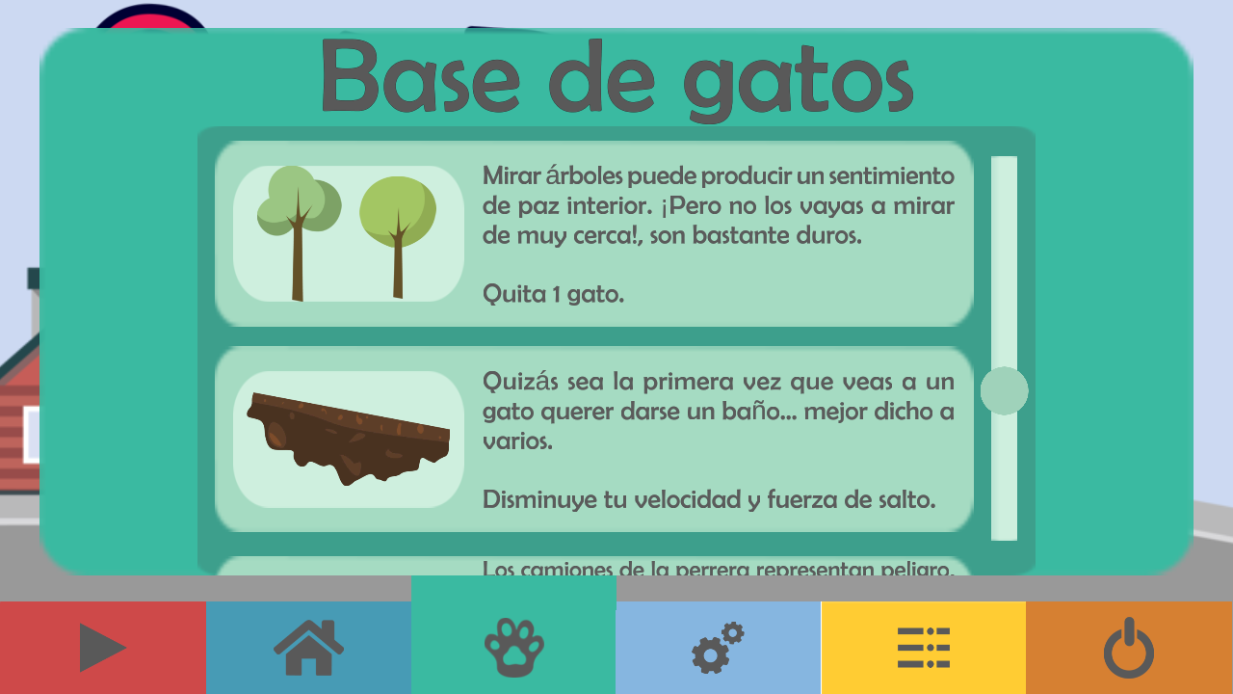 Base de gatos
Mirar árboles puede producir un sentimiento
de paz interior. ¡Pero no los vayas a mirar
de muy cerca!, son bastante duros.
Quita 1 gato.
Quizás sea la primera vez que veas a un
gato querer darse un baño... mejor dicho a
varios.
Disminuye tu velocidad y fuerza de salto.
Los camiones de la perrera representan peligro,